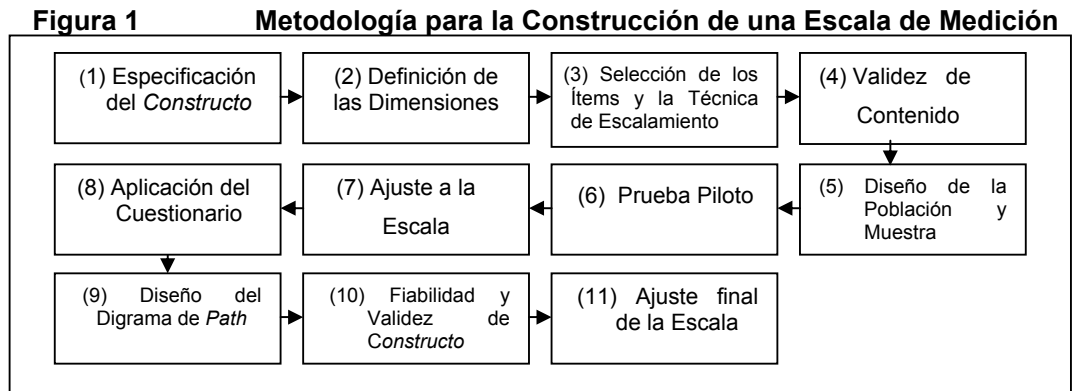 Figura 1 Metodología para la Construcción de una Escala de Medición
(1) Especificación
del Constructo
(2) Definición de
las Dimensiones
(3) Selección de los
Ítems y la Técnica
de Escalamiento
(4) Validez de
Contenido
(5) Diseño de la
Población y
Muestra
(6) Prueba Piloto
(7) Ajuste a la
Escala
(8) Aplicación del
Cuestionario
(9) Diseño del
Digrama de Path
(10) Fiabilidad y
Validez de
Constructo
(11) Ajuste final
de la Escala